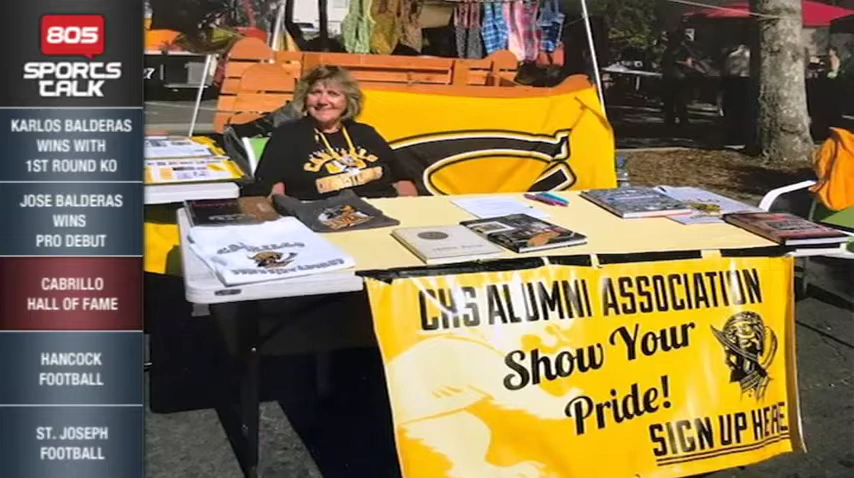 805
SPORTS
TALK
KARLOS BALDERAS
WINS WITH
1ST ROUND KO
JOSE BALDERAS
WINS
PRO DEBUT
CABRILLO
HALL OF FAME
HANCOCK
FOOTBALL
ST. JOSEPH
FOOTBALL
C
CHS ALUMNI ASSOCIATION
Show Your
Pride!
SIGN UP HERE